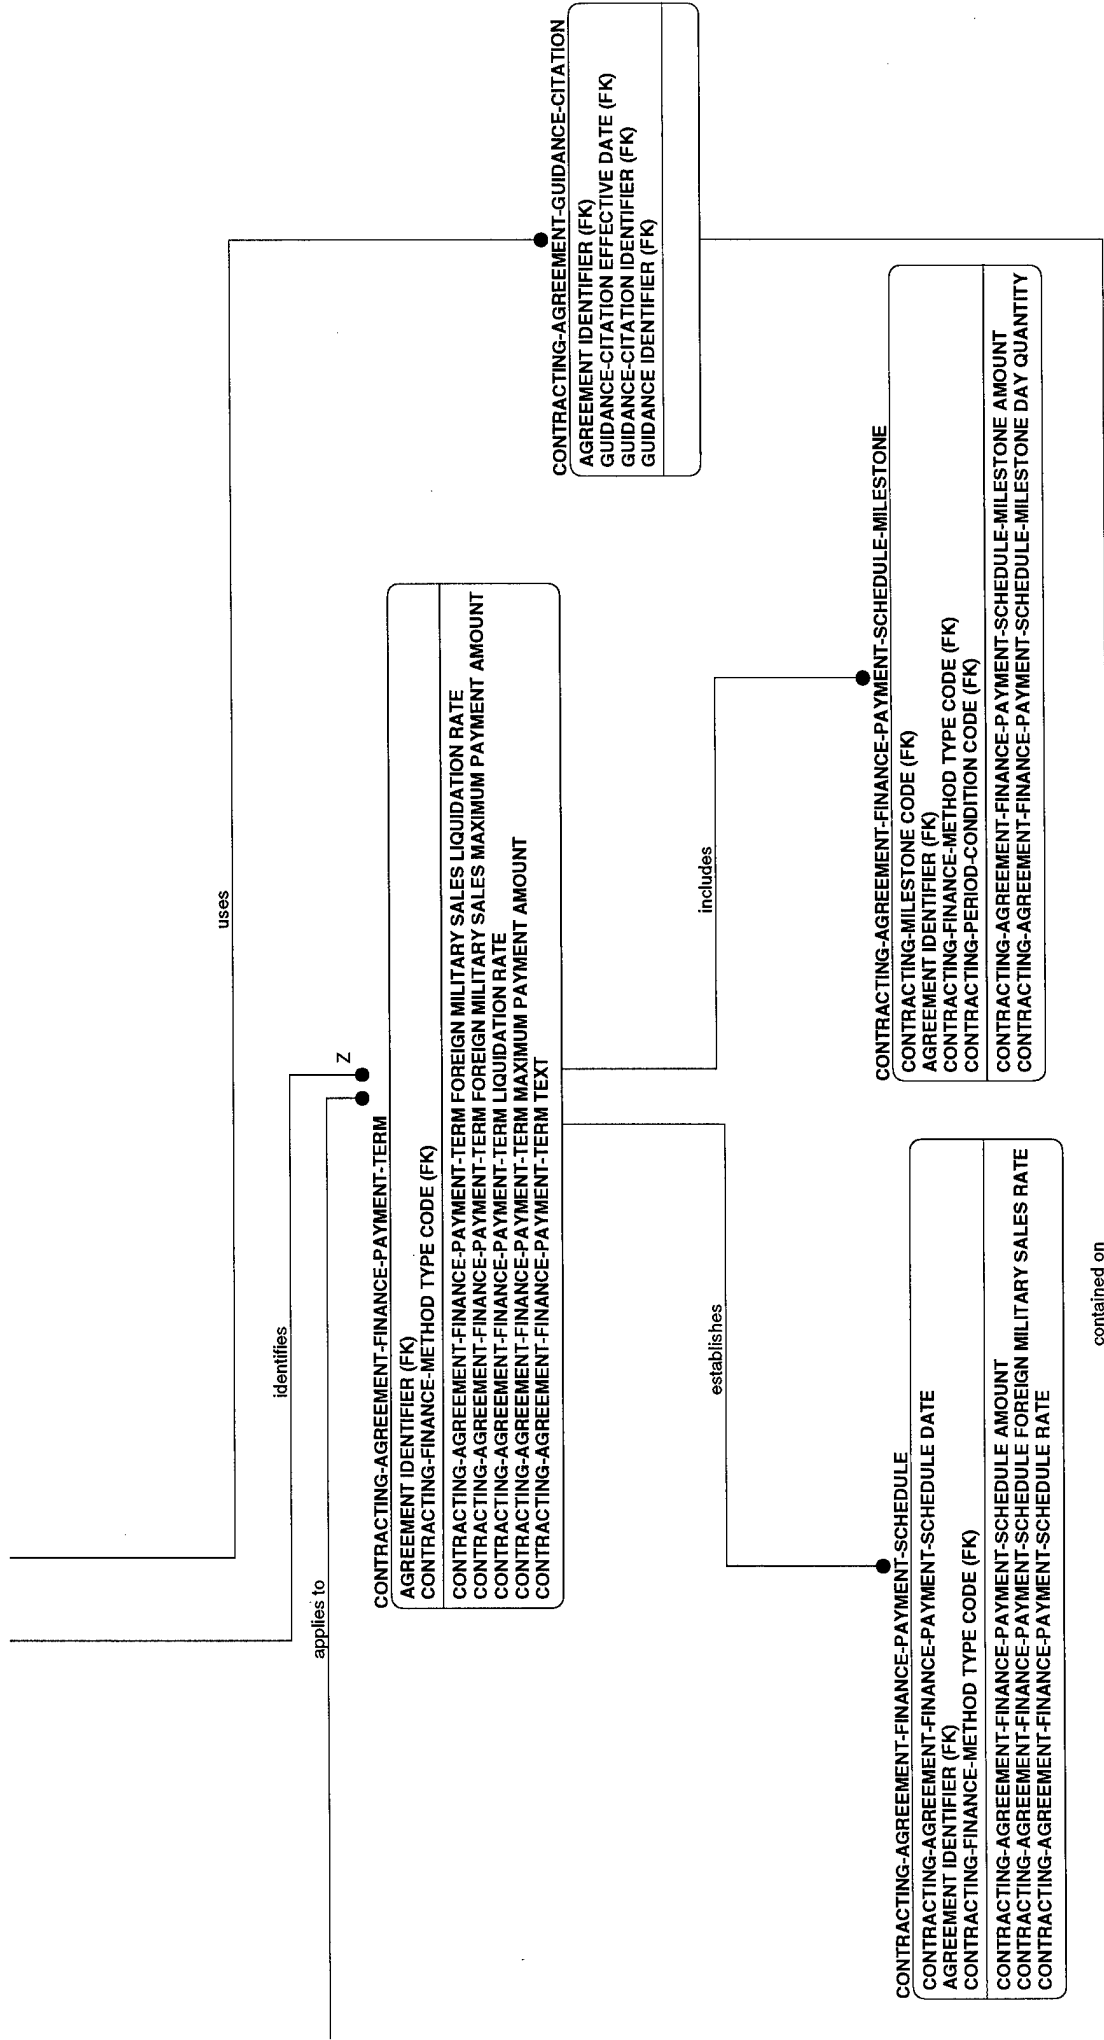 uses
identifies
applies to
Z
CONTRACTING-AGREEMENT-FINANCE-PAYMENT-TERM
AGREEMENT IDENTIFIER (FK)
CONTRACTING-FINANCE-METHOD TYPE CODE (FK)
CONTRACTING-AGREEMENT-FINANCE-PAYMENT-TERM FOREIGN MILITARY SALES LIQUIDATION RATE
CONTRACTING-AGREEMENT-FINANCE-PAYMENT-TERM FOREIGN MILITARY SALES MAXIMUM PAYMENT AMOUNT
CONTRACTING-AGREEMENT-FINANCE-PAYMENT-TERM LIQUIDATION RATE
CONTRACTING-AGREEMENT-FINANCE-PAYMENT-TERM MAXIMUM PAYMENT AMOUNT
CONTRACTING-AGREEMENT-FINANCE-PAYMENT-TERM TEXT
CONTRACTING-AGREEMENT-GUIDANCE-CITATION
AGREEMENT IDENTIFIER (FK)
GUIDANCE-CITATION EFFECTIVE DATE (FK)
GUIDANCE-CITATION IDENTIFIER (FK)
GUIDANCE IDENTIFIER (FK)
establishes
includes
CONTRACTING-AGREEMENT-FINANCE-PAYMENT-SCHEDULE
CONTRACTING-AGREEMENT-FINANCE-PAYMENT-SCHEDULE DATE
AGREEMENT IDENTIFIER (FK)
CONTRACTING-FINANCE-METHOD TYPE CODE (FK)
CONTRACTING-AGREEMENT-FINANCE-PAYMENT-SCHEDULE AMOUNT
CONTRACTING-AGREEMENT-FINANCE-PAYMENT-SCHEDULE FOREIGN MILITARY SALES RATE
CONTRACTING-AGREEMENT-FINANCE-PAYMENT-SCHEDULE RATE
CONTRACTING-AGREEMENT-FINANCE-PAYMENT-SCHEDULE-MILESTONE
CONTRACTING-MILESTONE CODE (FK)
AGREEMENT IDENTIFIER (FK)
CONTRACTING-FINANCE-METHOD TYPE CODE (FK)
CONTRACTING-PERIOD-CONDITION CODE (FK)
CONTRACTING-AGREEMENT-FINANCE-PAYMENT-SCHEDULE-MILESTONE AMOUNT
CONTRACTING-AGREEMENT-FINANCE-PAYMENT-SCHEDULE-MILESTONE DAY QUANTITY
contained on